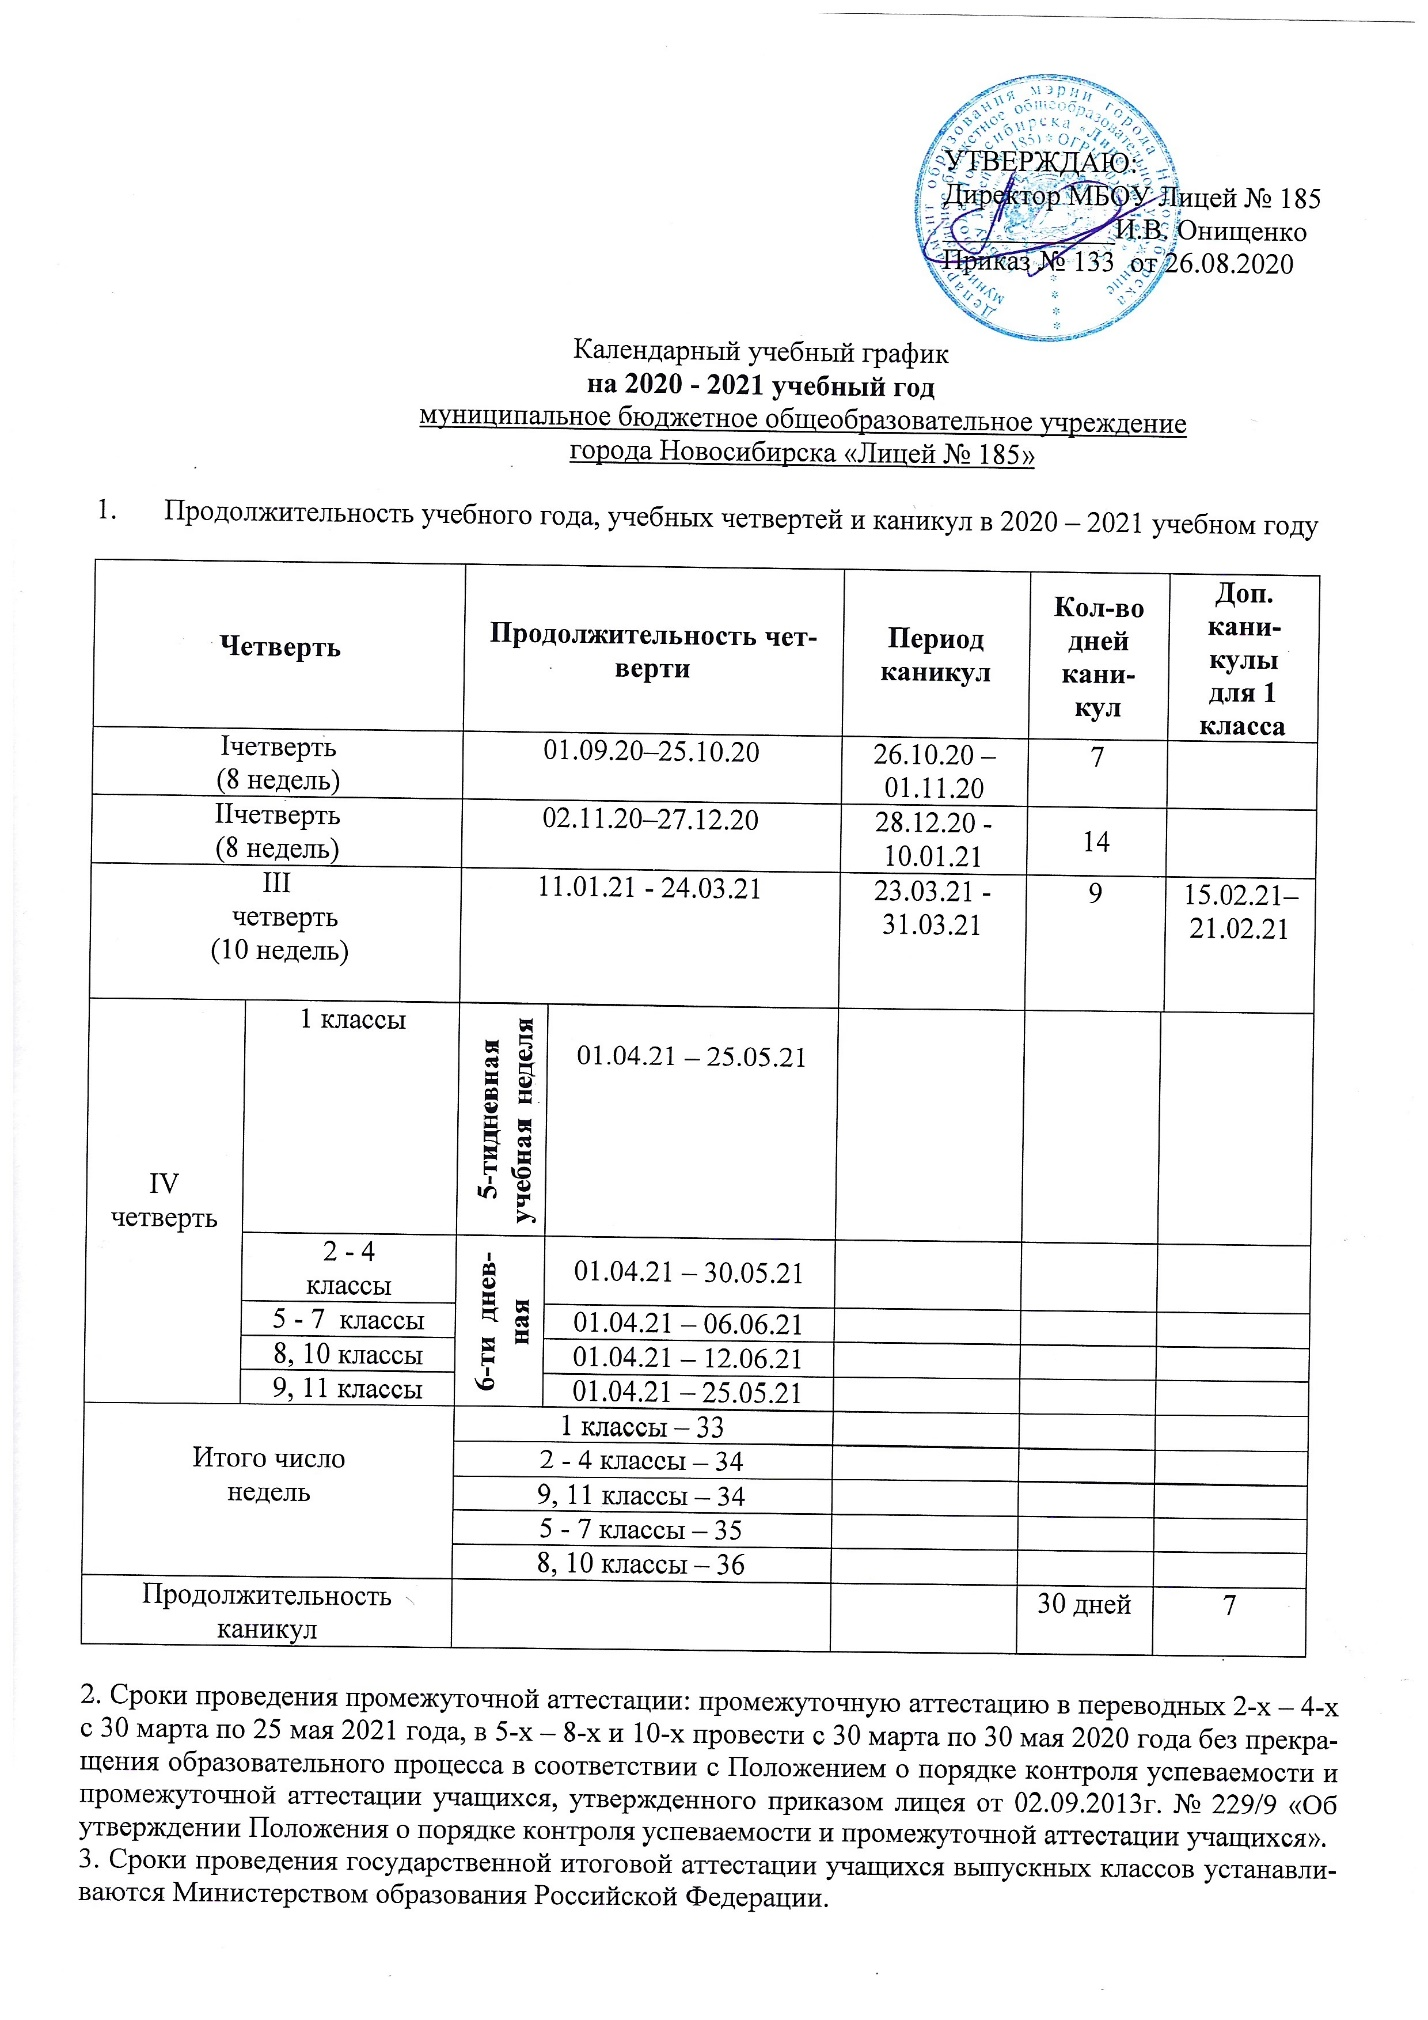 УТВЕРЖДАЮ:
Директор МБОУ Лицей № 185
____________И.В. Онищенко
Приказ № 133 от 26.08.2020
Календарный учебный график
на 2020 - 2021 учебный год
муниципальное бюджетное общеобразовательное учреждение
города Новосибирска «Лицей № 185»
1. Продолжительность учебного года, учебных четвертей и каникул в 2020 – 2021 учебном году
Четверть
Продолжительность чет-
верти
Период
каникул
Кол-во
дней
кани-
кул
Доп.
кани-
кулы
для 1
класса
Iчетверть
(8 недель)
01.09.20–25.10.20
26.10.20 –
01.11.20
7
IIчетверть
(8 недель)
02.11.20–27.12.20
28.12.20 -
10.01.21
14
III
четверть
(10 недель)
11.01.21 - 24.03.21
23.03.21 -
31.03.21
9
15.02.21–
21.02.21
IV
четверть
1 классы
5-тидневная
учебная неделя
01.04.21 – 25.05.21
2 - 4
классы
6-ти днев-
ная
01.04.21 – 30.05.21
5 - 7 классы
01.04.21 – 06.06.21
8, 10 классы
01.04.21 – 12.06.21
9, 11 классы
01.04.21 – 25.05.21
Итого число
недель
1 классы – 33
2 - 4 классы – 34
9, 11 классы – 34
5 - 7 классы – 35
8, 10 классы – 36
Продолжительность
каникул
30 дней
7
2. Сроки проведения промежуточной аттестации: промежуточную аттестацию в переводных 2-х – 4-х
с 30 марта по 25 мая 2021 года, в 5-х – 8-х и 10-х провести с 30 марта по 30 мая 2020 года без прекра-
щения образовательного процесса в соответствии с Положением о порядке контроля успеваемости и
промежуточной аттестации учащихся, утвержденного приказом лицея от 02.09.2013г. № 229/9 «Об
утверждении Положения о порядке контроля успеваемости и промежуточной аттестации учащихся».
3. Сроки проведения государственной итоговой аттестации учащихся выпускных классов устанавли-
ваются Министерством образования Российской Федерации.